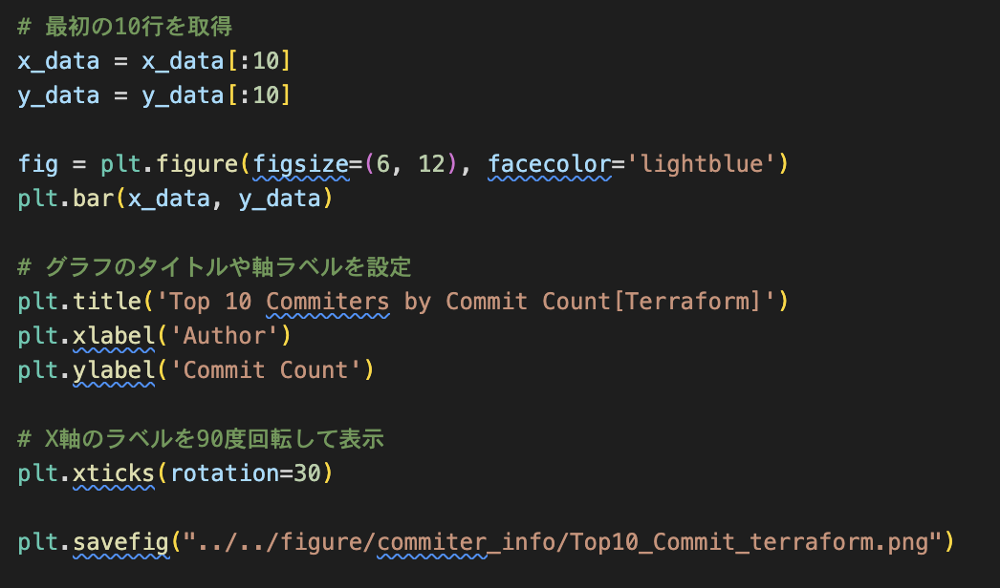 # 最初の10行を取得
x_data = x_data[:10]
y_data = y_data[:10]
fig = plt.figure(figsize=(6, 12), facecolor='lightblue')
plt.bar(x_data, y_data)
# グラフのタイトルや軸ラベルを設定
plt.title('Top 10 Commiters by Commit Count[Terraform]')
plt.xlabel('Author')
plt.ylabel('Commit Count')
# X軸のラベルを90度回転して表示
plt.xticks(rotation=30)
plt.savefig("../../figure/commiter_info/Top10_Commit_terraform.png")